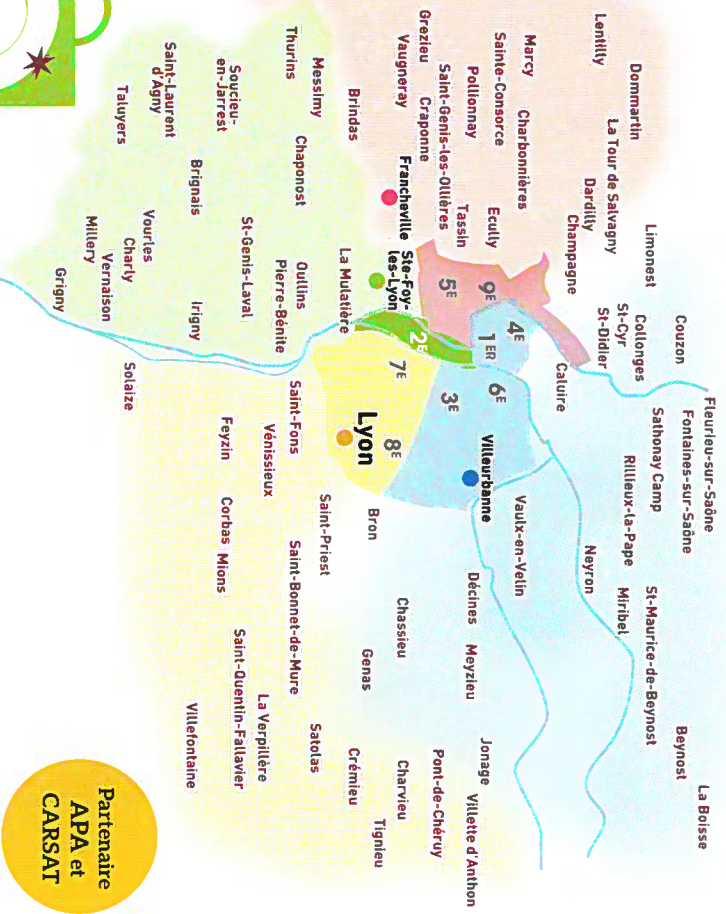 Fleurieu-sur-Saône
Fontaines-sur-Saône
Couzon
La Boisse
Beynost
Dommartin
Limonest
Collonges
Sathonay Camp
St-Maurice-de-Beynost
La Tour de Salvagny
St-Cyr
Rillieux-la-Pape
Miribel
Lentilly
Dardilly
St-Didier
Champagne
Neyron
Caluire
Marcy
Charbonnières
Vaulx-en-Velin
Sainte-Consorce
Ecully
9E
4E
Villeurbanne
Jonage
Pollionnay
Tassin
1ER
6E
Décines
Meyzieu
Villette d'Anthon
Saint-Genis-les-Ollières
5E
3E
Pont-de-Chéruy
Grezieu
Craponne
2E
Vaugneray
Francheville
Ste-Foy-
les-Lyon
7E
8E
Chassieu
Charvieu
Tignieu
Lyon
Bron
Genas
Crémieu
Brindas
La Mulatière
Messimy
Saint-Priest
Satolas
Thurins
Chaponost
Oullins
Pierre-Bénite
Saint-Fons
Saint-Bonnet-de-Mure
Vénissieux
La Verpillère
Soucieu-
en-Jarrest
St-Genis-Laval
Saint-Quentin-Fallavier
Feyzin
Corbas
Mions
Brignais
Irigny
Villefontaine
Saint-Laurent
d'Agny
Vourles
Charly
Taluyers
Vernaison
Solaize
Millery
Grigny
Partenaire
APA et
CARSAT